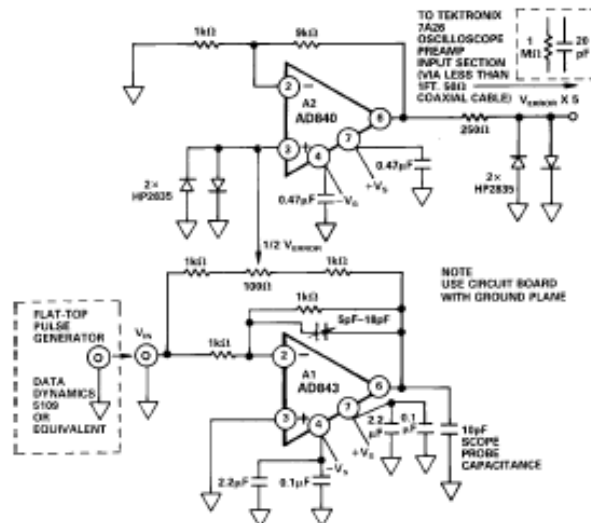 1kΩ
9kΩ
TO TEKTRONIX
7A26
OSCILLOSCOPE
PREAMP
INPUT SECTION
(VIA LESS THAN
1FT. 50Ω
COAXIAL CABLE)
1
MΩ
20
pF
VERROR X 5
2
–
A2
AD840
6
3
+
4
7
250Ω
2×
HP2835
0.47µF
0.47µF
+VS
2×
HP2835
1/2 VERROR
1kΩ
100Ω
1kΩ
NOTE
USE CIRCUIT BOARD
WITH GROUND PLANE
1kΩ
5pF–18pF
FLAT-TOP
PULSE
GENERATOR
DATA
DYNAMICS
5109
OR
EQUIVALENT
VIN
1kΩ
2
–
A1
AD843
6
3
+
4
7
–VS
+VS
2.2
µF
0.1
µF
10pF
SCOPE
PROBE
CAPACITANCE
2.2µF
0.1µF